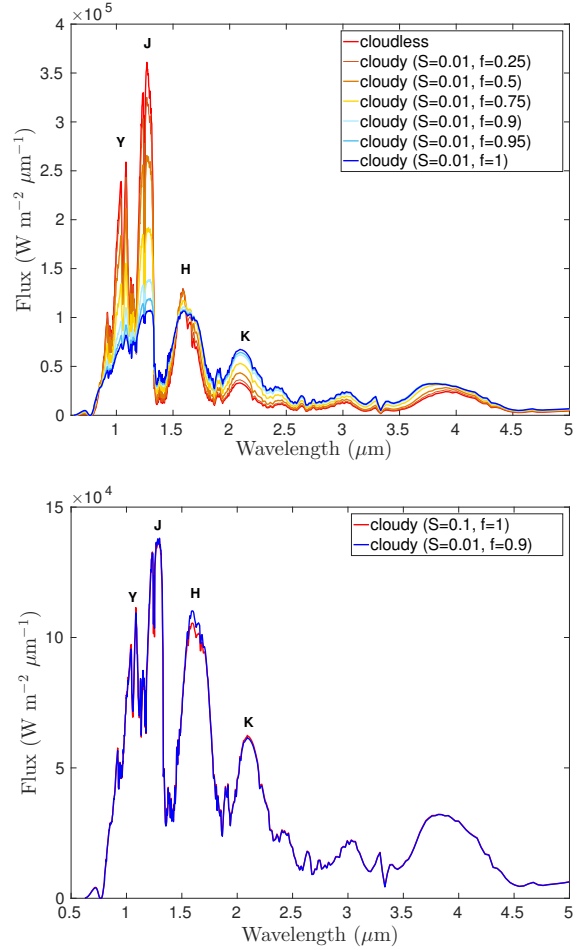 ×10⁵
4
3.5
3
2.5
2
1.5
1
0.5
0
Flux (W m⁻² μm⁻¹)
Y
J
H
K
cloudless
cloudy (S=0.01, f=0.25)
cloudy (S=0.01, f=0.5)
cloudy (S=0.01, f=0.75)
cloudy (S=0.01, f=0.9)
cloudy (S=0.01, f=0.95)
cloudy (S=0.01, f=1)
1 1.5 2 2.5 3 3.5 4 4.5 5
Wavelength (μm)
×10⁴
15
10
5
0
Flux (W m⁻² μm⁻¹)
Y
J
H
K
cloudy (S=0.1, f=1)
cloudy (S=0.01, f=0.9)
0.5 1 1.5 2 2.5 3 3.5 4 4.5 5
Wavelength (μm)